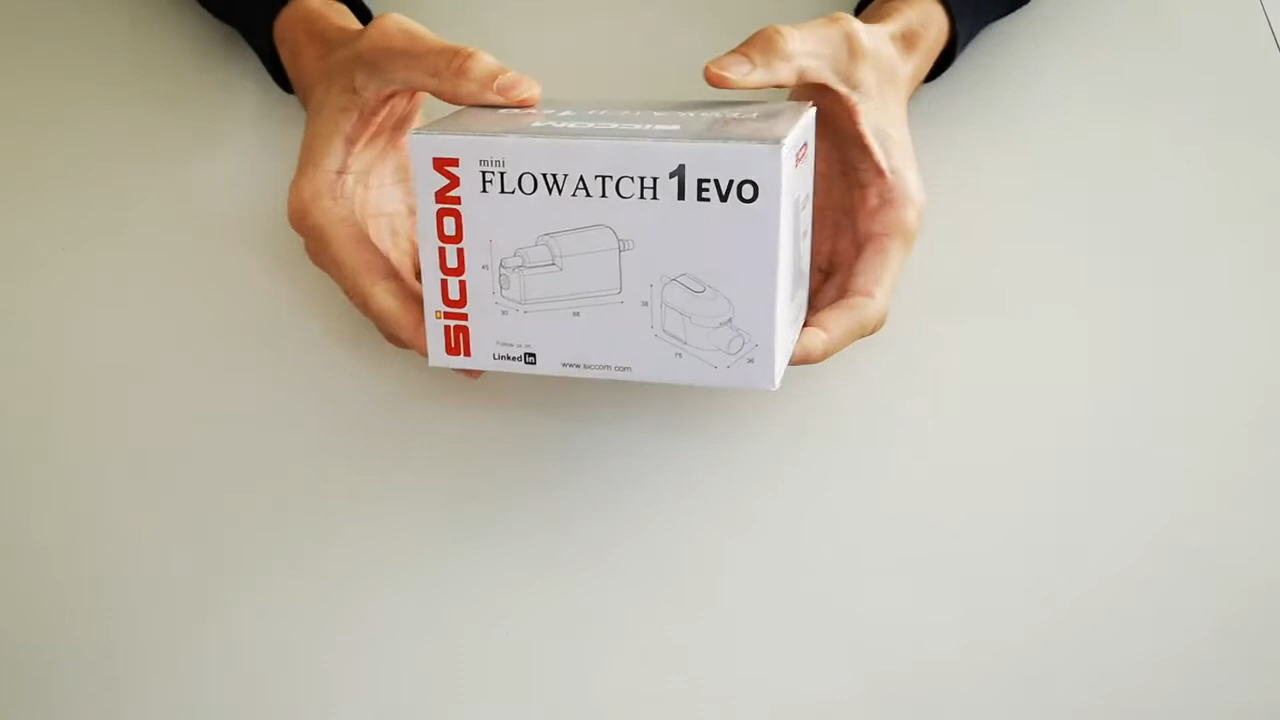 SICCOM
mini
FLOWATCH 1 EVO
45
30
88
38
75
36
Follow us on
Linked in
www.siccom.com
SICCOM